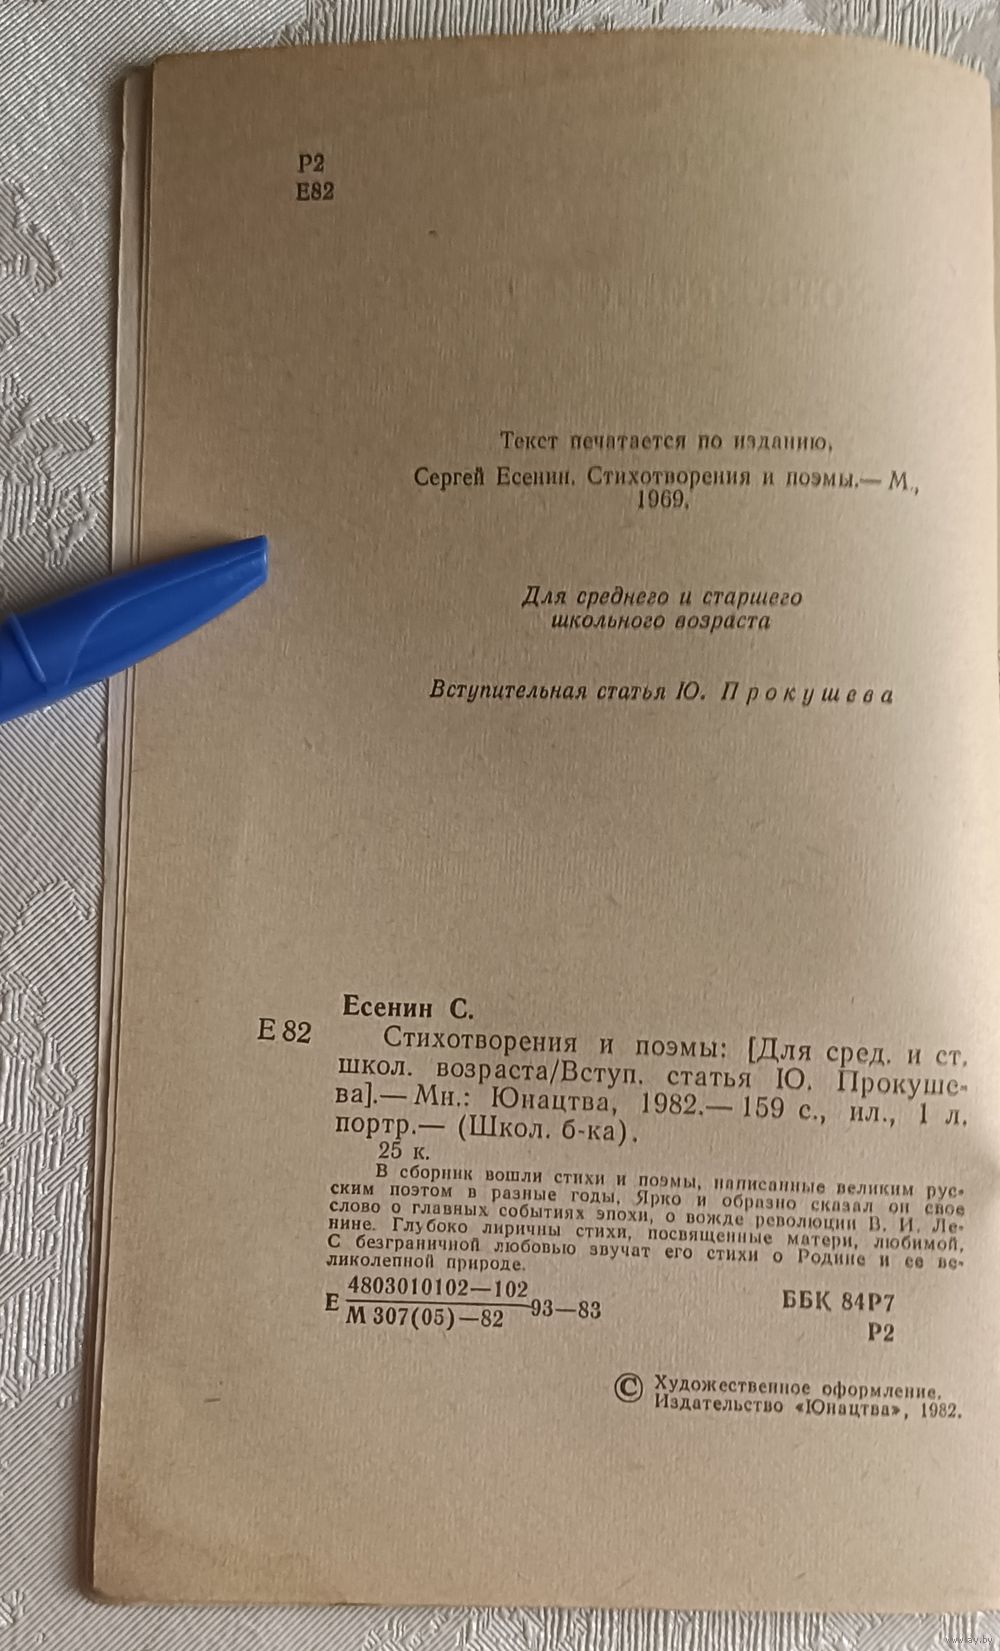 Р2
Е82
Текст печатается по изданию,
Сергей Есенин. Стихотворения и поэмы.— М.,
1969.
Для среднего и старшего
школьного возраста
Вступительная статья Ю. Прокушева
Есенин С.
Е 82 Стихотворения и поэмы: [Для сред. и ст.
школ. возраста/Вступ. статья Ю. Прокуше-
ва].— Мн.: Юнацтва, 1982.— 159 с., ил., 1 л.
портр.— (Школ. б-ка).
25 к.
В сборник вошли стихи и поэмы, написанные великим рус-
ским поэтом в разные годы. Ярко и образно сказал он свое
слово о главных событиях эпохи, о вожде революции В. И. Ле-
нине. Глубоко лиричны стихи, посвященные матери, любимой.
С безграничной любовью звучат его стихи о Родине и ее ве-
ликолепной природе.
Е 4803010102—102
М 307(05)—82 93—83
ББК 84Р7
Р2
© Художественное оформление.
Издательство «Юнацтва», 1982.
www.ay.by